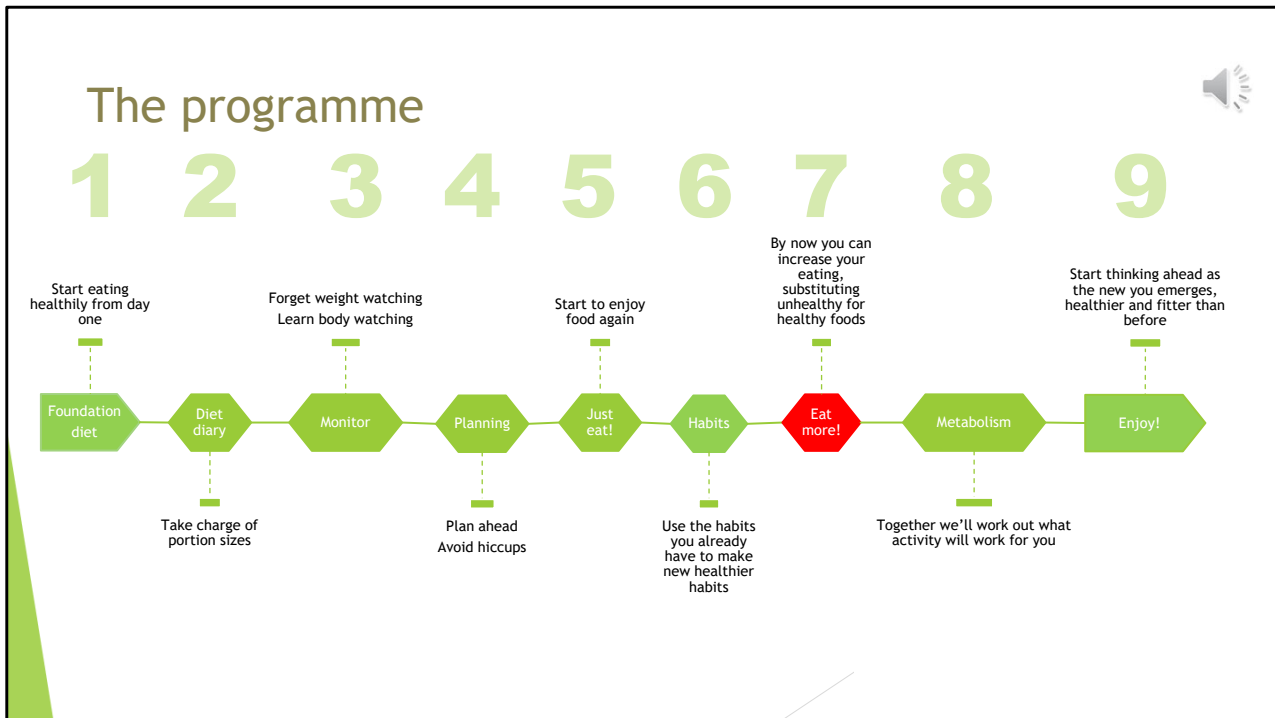 The programme
1 2 3 4 5 6 7 8 9
Start eating
healthily from day
one
Forget weight watching
Learn body watching
Start to enjoy
food again
By now you can
increase your
eating,
substituting
unhealthy for
healthy foods
Start thinking ahead as
the new you emerges,
healthier and fitter than
before
Foundation
diet
Diet
diary
Monitor
Planning
Just
eat!
Habits
Eat
more!
Metabolism
Enjoy!
Take charge of
portion sizes
Plan ahead
Avoid hiccups
Use the habits
you already
have to make
new healthier
habits
Together we’ll work out what
activity will work for you